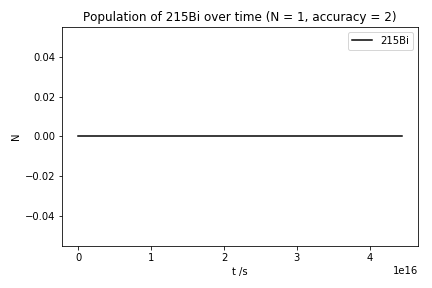 Population of 215Bi over time (N = 1, accuracy = 2)
215Bi
0.04
0.02
0.00
−0.02
−0.04
N
0 1 2 3 4
1e16
t /s